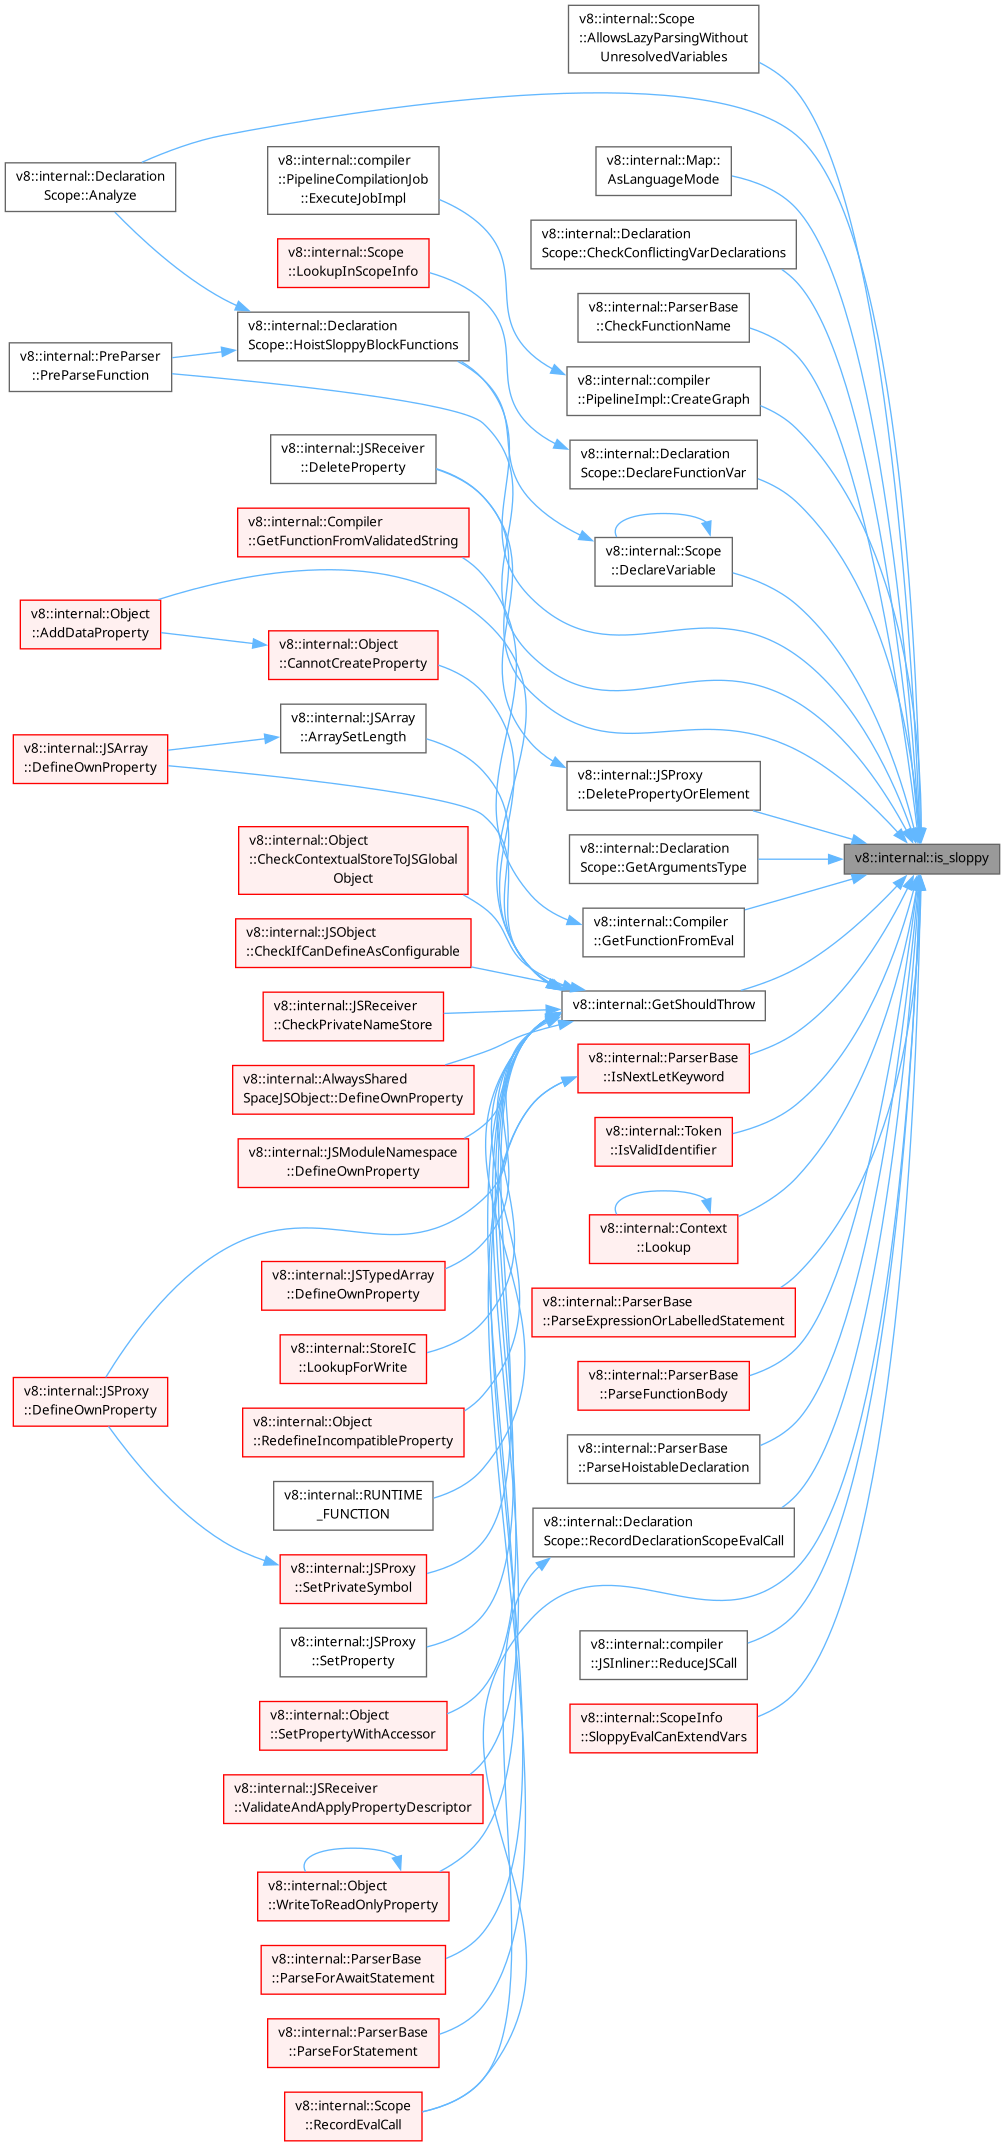 v8::internal::Scope
::AllowsLazyParsingWithout
UnresolvedVariables
v8::internal::Declaration
Scope::Analyze
v8::internal::compiler
::PipelineCompilationJob
::ExecuteJobImpl
v8::internal::Map::
AsLanguageMode
v8::internal::Declaration
Scope::CheckConflictingVarDeclarations
v8::internal::Scope
::LookupInScopeInfo
v8::internal::ParserBase
::CheckFunctionName
v8::internal::Declaration
Scope::HoistSloppyBlockFunctions
v8::internal::PreParser
::PreParseFunction
v8::internal::compiler
::PipelineImpl::CreateGraph
v8::internal::JSReceiver
::DeleteProperty
v8::internal::Declaration
Scope::DeclareFunctionVar
v8::internal::Compiler
::GetFunctionFromValidatedString
v8::internal::Scope
::DeclareVariable
v8::internal::Object
::AddDataProperty
v8::internal::Object
::CannotCreateProperty
v8::internal::JSArray
::ArraySetLength
v8::internal::JSArray
::DefineOwnProperty
v8::internal::JSProxy
::DeletePropertyOrElement
v8::internal::Object
::CheckContextualStoreToJSGlobal
Object
v8::internal::Declaration
Scope::GetArgumentsType
v8::internal::is_sloppy
v8::internal::JSObject
::CheckIfCanDefineAsConfigurable
v8::internal::Compiler
::GetFunctionFromEval
v8::internal::JSReceiver
::CheckPrivateNameStore
v8::internal::GetShouldThrow
v8::internal::AlwaysShared
SpaceJSObject::DefineOwnProperty
v8::internal::ParserBase
::IsNextLetKeyword
v8::internal::JSModuleNamespace
::DefineOwnProperty
v8::internal::Token
::IsValidIdentifier
v8::internal::Context
::Lookup
v8::internal::JSTypedArray
::DefineOwnProperty
v8::internal::ParserBase
::ParseExpressionOrLabelledStatement
v8::internal::StoreIC
::LookupForWrite
v8::internal::JSProxy
::DefineOwnProperty
v8::internal::ParserBase
::ParseFunctionBody
v8::internal::Object
::RedefineIncompatibleProperty
v8::internal::ParserBase
::ParseHoistableDeclaration
v8::internal::RUNTIME
_FUNCTION
v8::internal::Declaration
Scope::RecordDeclarationScopeEvalCall
v8::internal::JSProxy
::SetPrivateSymbol
v8::internal::JSProxy
::SetProperty
v8::internal::compiler
::JSInliner::ReduceJSCall
v8::internal::Object
::SetPropertyWithAccessor
v8::internal::ScopeInfo
::SloppyEvalCanExtendVars
v8::internal::JSReceiver
::ValidateAndApplyPropertyDescriptor
v8::internal::Object
::WriteToReadOnlyProperty
v8::internal::ParserBase
::ParseForAwaitStatement
v8::internal::ParserBase
::ParseForStatement
v8::internal::Scope
::RecordEvalCall